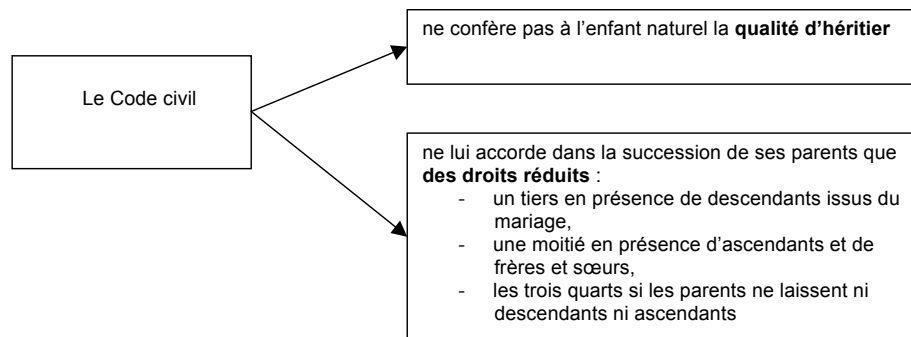 ne confère pas à l’enfant naturel la qualité d’héritier
Le Code civil
ne lui accorde dans la succession de ses parents que
des droits réduits :
- un tiers en présence de descendants issus du
mariage,
- une moitié en présence d’ascendants et de
frères et sœurs,
- les trois quarts si les parents ne laissent ni
descendants ni ascendants